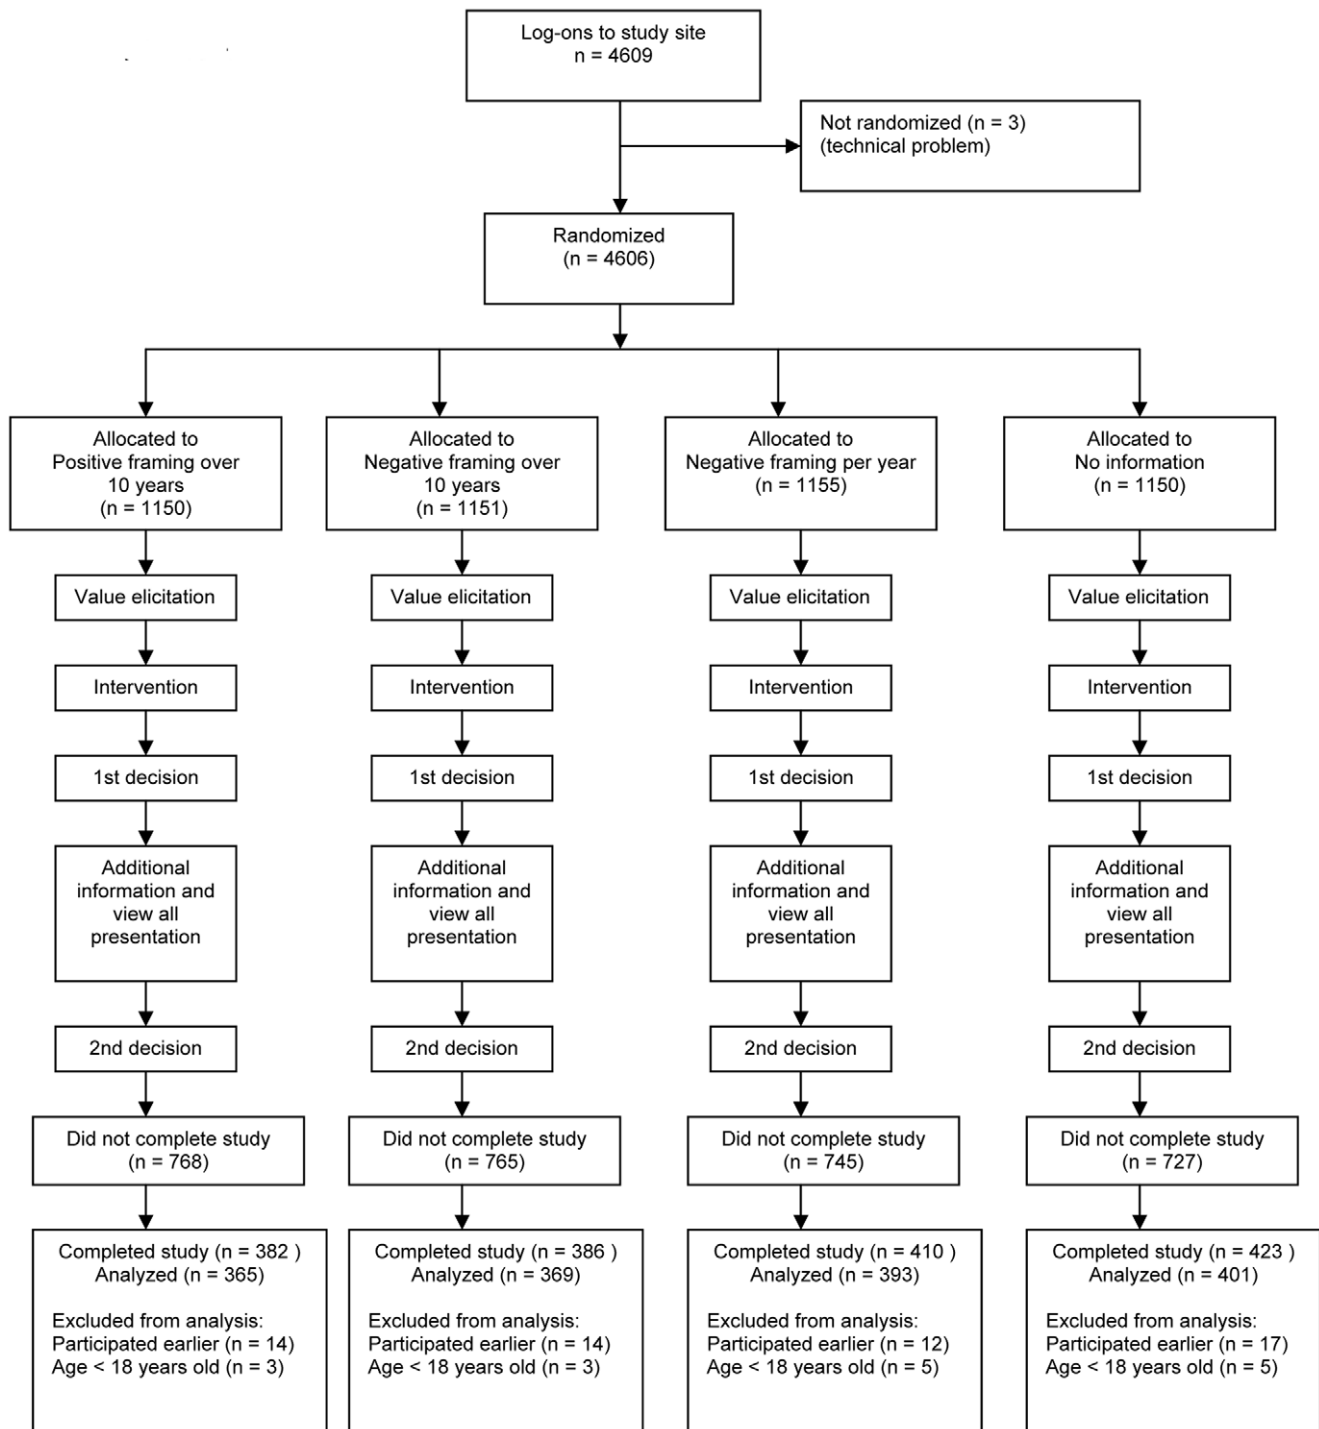 Log-ons to study site
n = 4609
Not randomized (n = 3)
(technical problem)
Randomized
(n = 4606)
Allocated to
Positive framing over
10 years
(n = 1150)
Allocated to
Negative framing over
10 years
(n = 1151)
Allocated to
Negative framing per year
(n = 1155)
Allocated to
No information
(n = 1150)
Value elicitation
Value elicitation
Value elicitation
Value elicitation
Intervention
Intervention
Intervention
Intervention
1st decision
1st decision
1st decision
1st decision
Additional
information and
view all
presentation
Additional
information and
view all
presentation
Additional
information and
view all
presentation
Additional
information and
view all
presentation
2nd decision
2nd decision
2nd decision
2nd decision
Did not complete study
(n = 768)
Did not complete study
(n = 765)
Did not complete study
(n = 745)
Did not complete study
(n = 727)
Completed study (n = 382 )
Analyzed (n = 365)
Excluded from analysis:
Participated earlier (n = 14)
Age < 18 years old (n = 3)
Completed study (n = 386 )
Analyzed (n = 369)
Excluded from analysis:
Participated earlier (n = 14)
Age < 18 years old (n = 3)
Completed study (n = 410 )
Analyzed (n = 393)
Excluded from analysis:
Participated earlier (n = 12)
Age < 18 years old (n = 5)
Completed study (n = 423 )
Analyzed (n = 401)
Excluded from analysis:
Participated earlier (n = 17)
Age < 18 years old (n = 5)